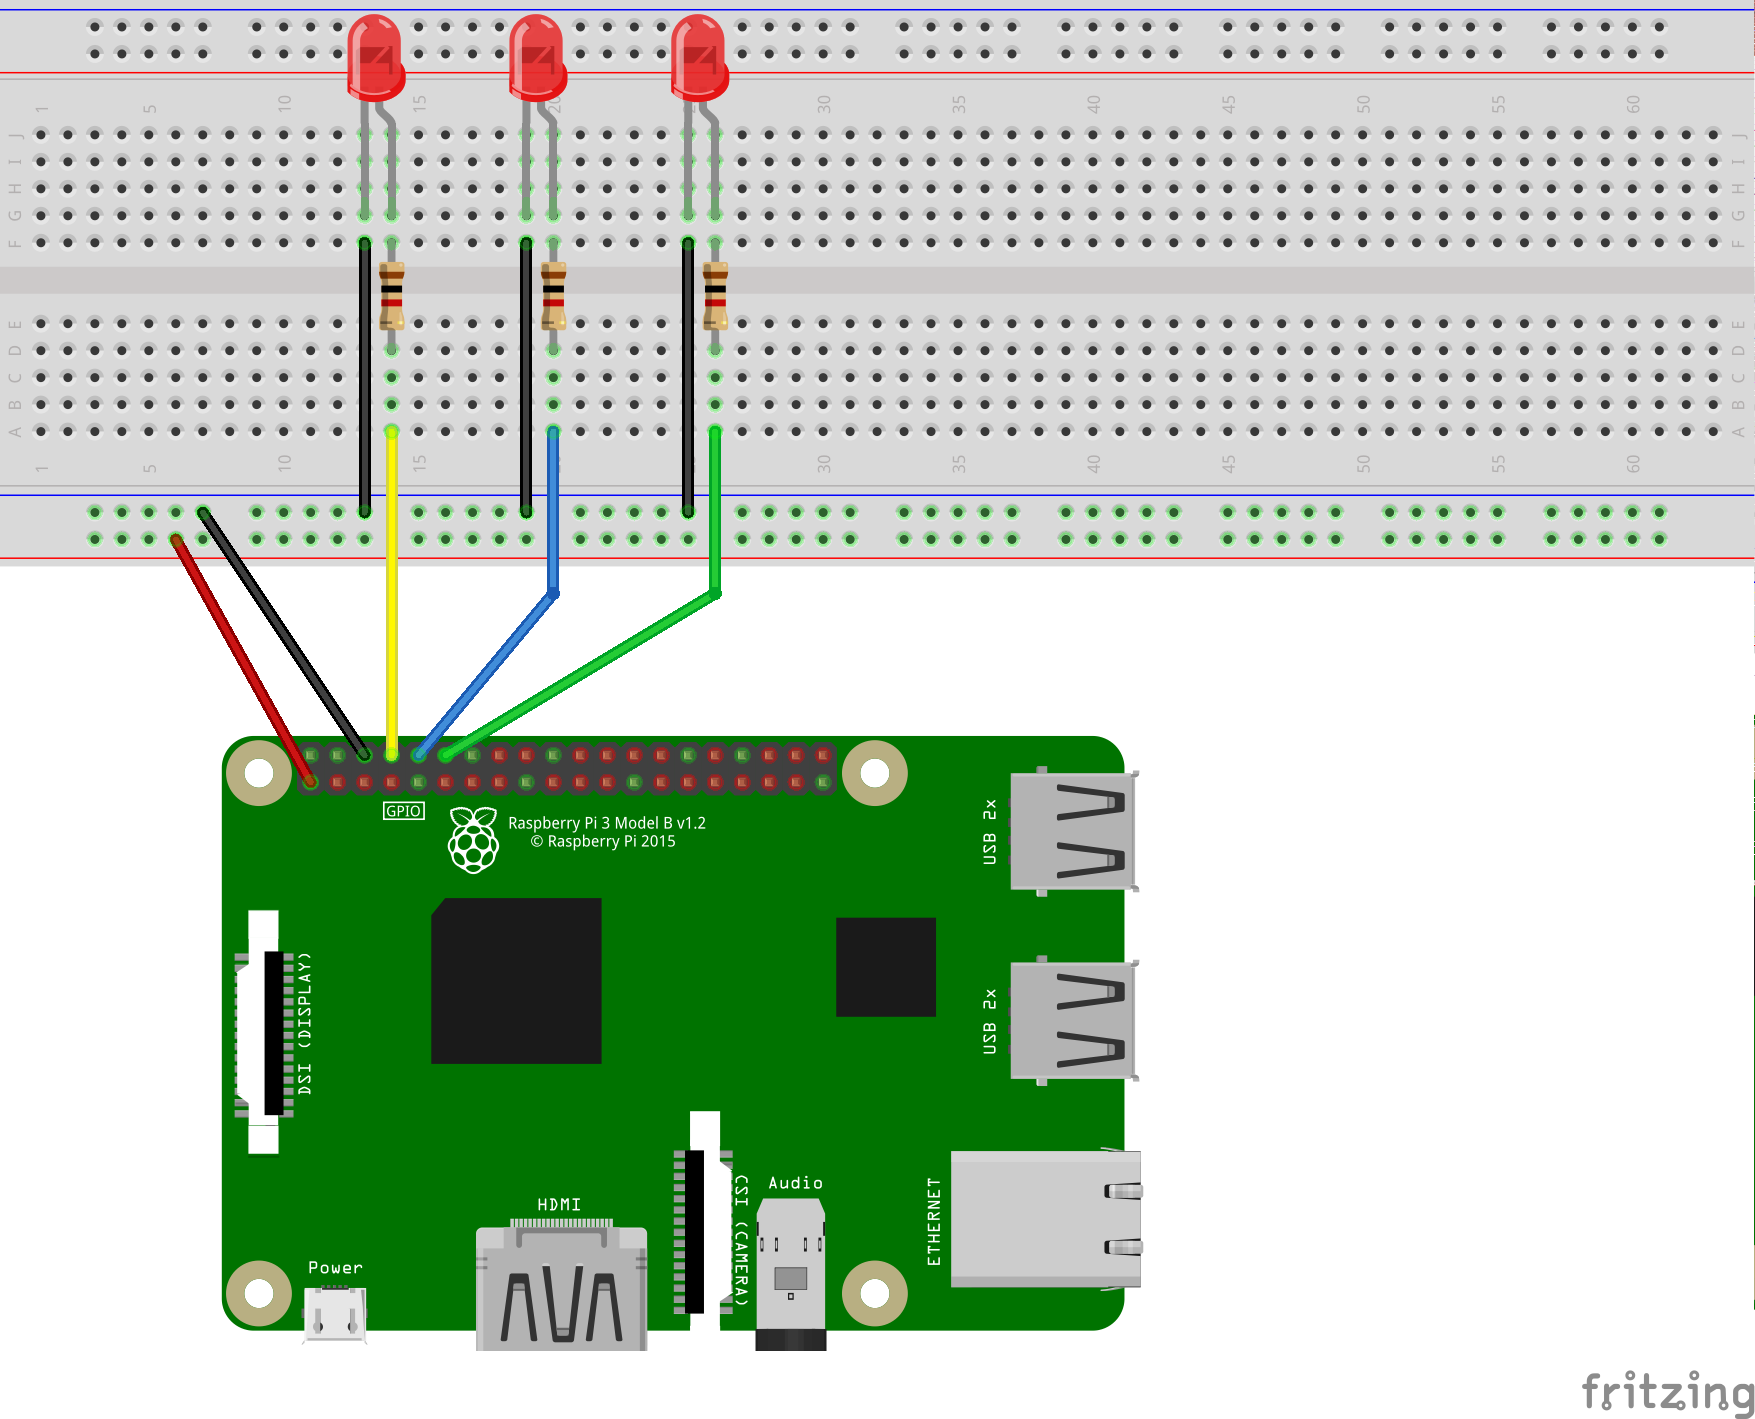 1 5 10 15 20 30 35 40 45 50 55 60
J J
I I
H H
G G
F F
E E
D D
C C
B B
A A
1 5 10 15 30 35 40 45 50 55 60
GPIO
Raspberry Pi 3 Model B v1.2
© Raspberry Pi 2015
USB 2x
DSI (DISPLAY)
USB 2x
HDMI
CSI (CAMERA)
Audio
ETHERNET
Power
fritzing